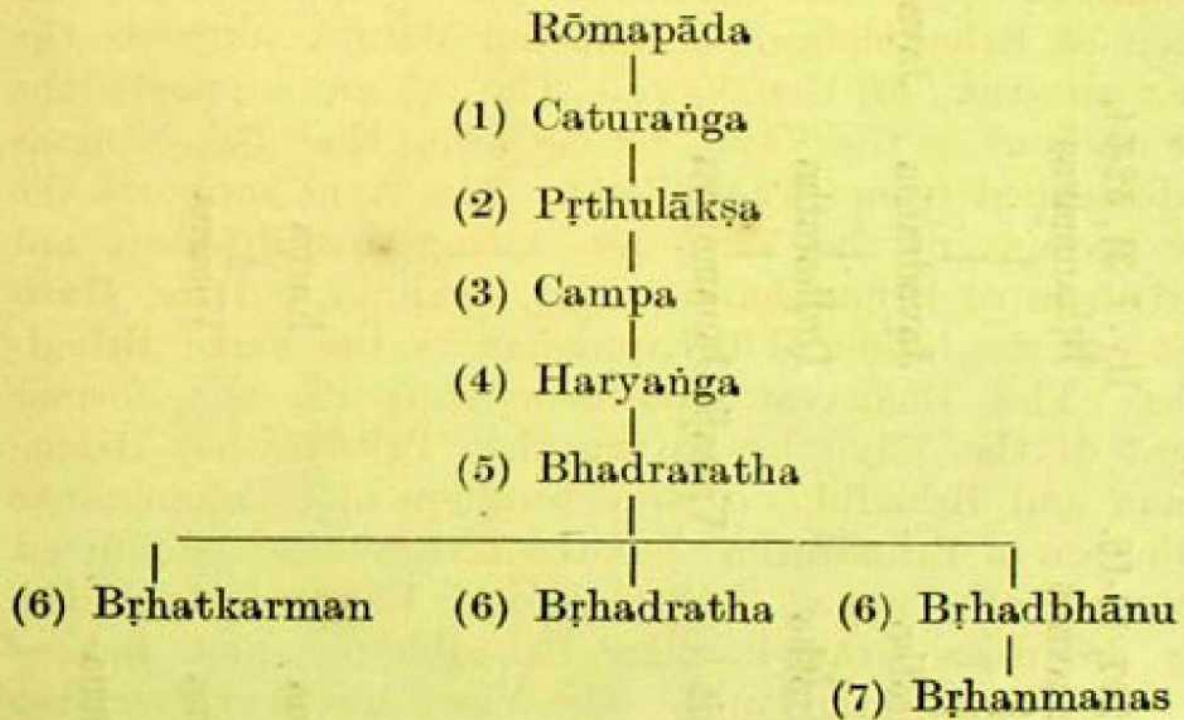 Rōmapāda
(1) Caturaṅga
(2) Pṛthulākṣa
(3) Campa
(4) Haryaṅga
(5) Bhadraratha
(6) Bṛhatkarman (6) Bṛhadratha (6) Bṛhadbhānu
(7) Bṛhanmanas